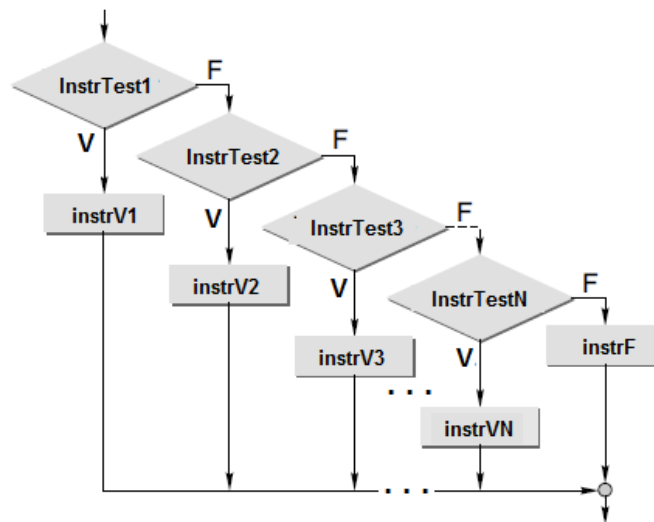 InstrTest1
F
V
InstrTest2
F
instrV1
V
InstrTest3
F
instrV2
V
InstrTestN
F
instrV3
V
instrF
. . .
instrVN
. . .